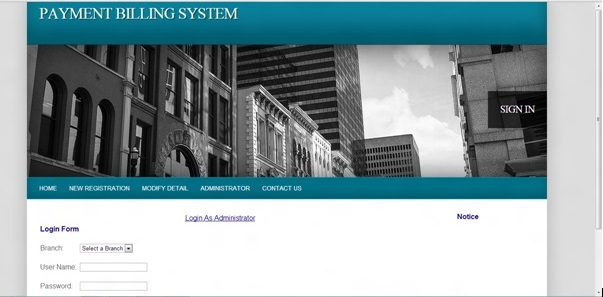 PAYMENT BILLING SYSTEM
SIGN IN
HOME NEW REGISTRATION MODIFY DETAIL ADMINISTRATOR CONTACT US
Login As Administrator
Notice
Login Form
Branch: Select a Branch
User Name:
Password: